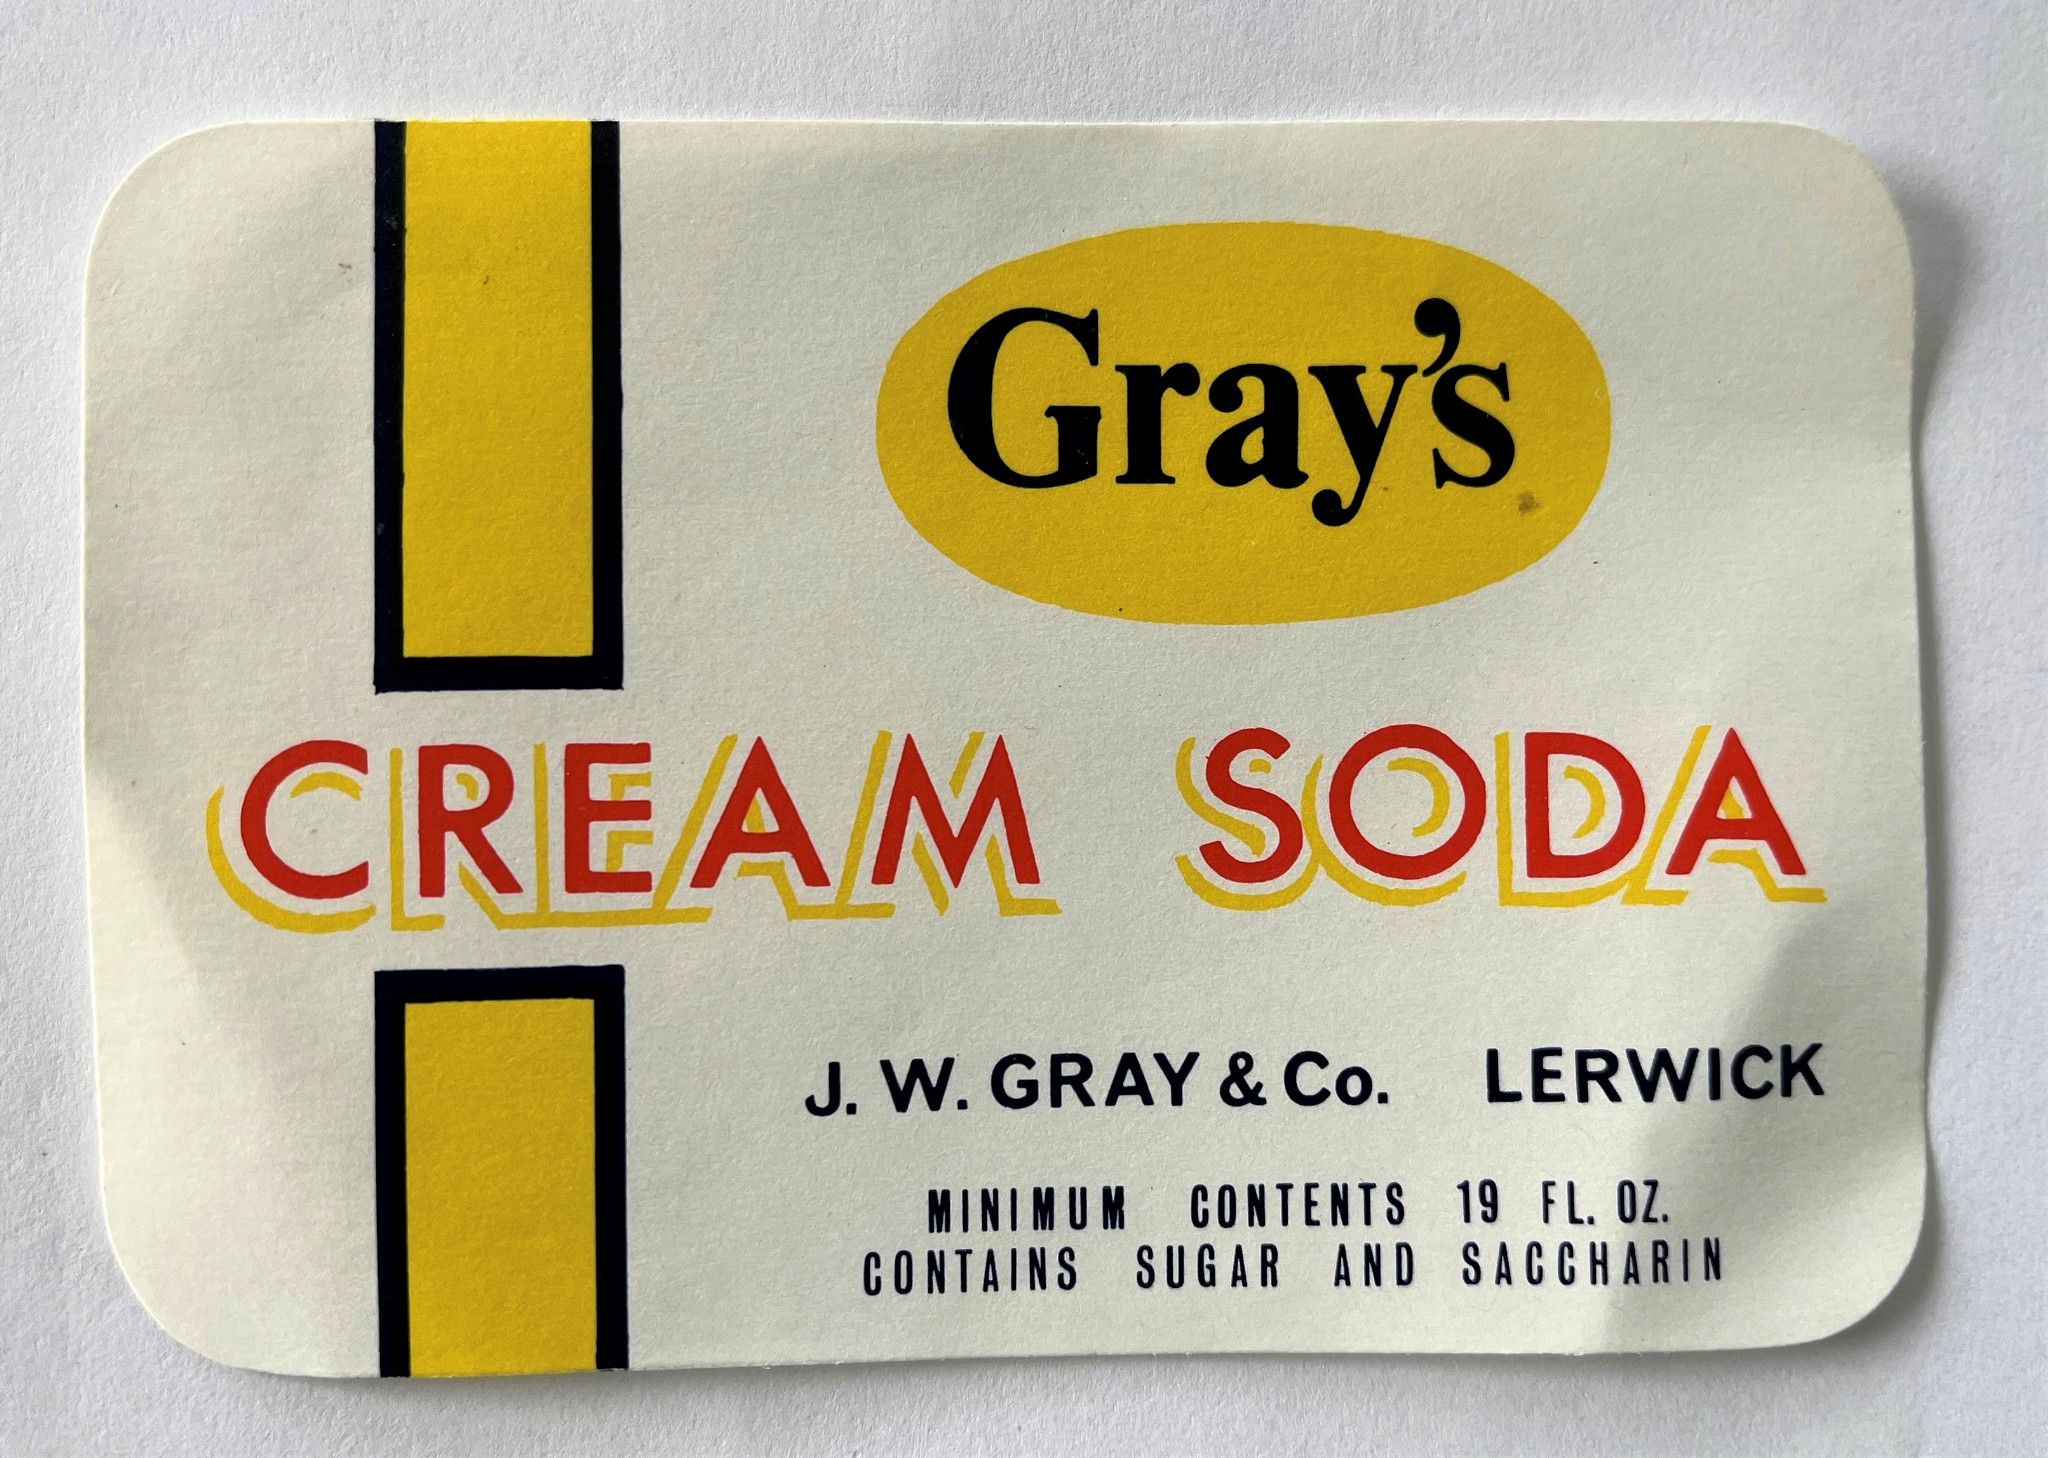 Gray's
CREAM SODA
J. W. GRAY & Co. LERWICK
MINIMUM CONTENTS 19 FL. OZ.
CONTAINS SUGAR AND SACCHARIN